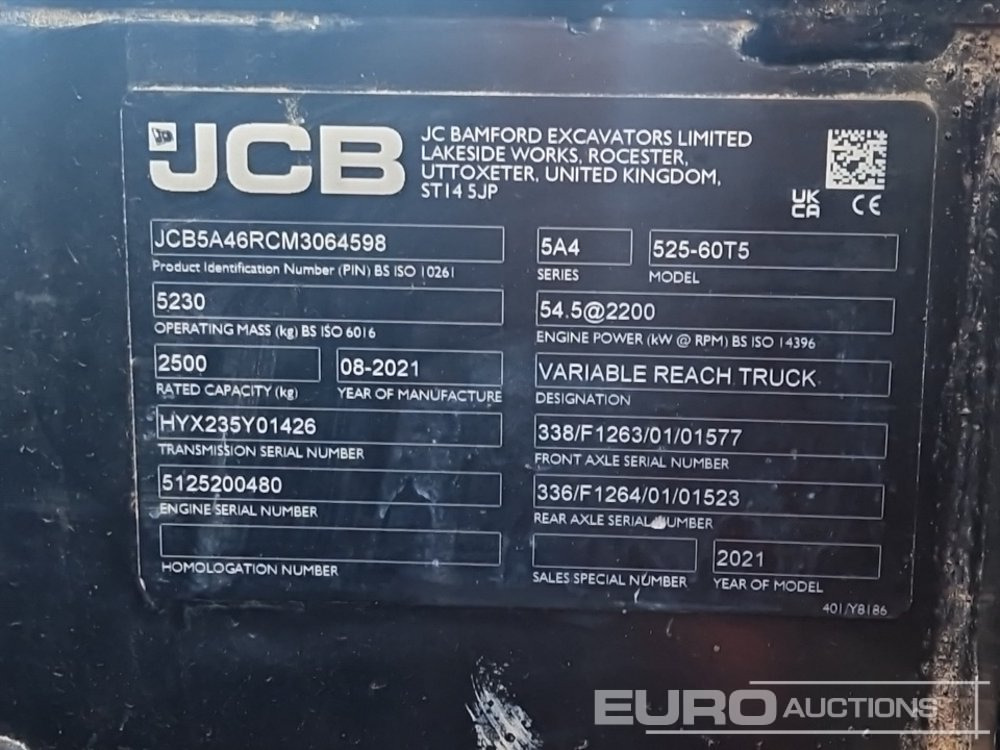 JCB
JC BAMFORD EXCAVATORS LIMITED
LAKESIDE WORKS, ROCESTER,
UTTOXETER, UNITED KINGDOM,
ST14 5JP
UK
CA CE
JCB5A46RCM3064598
Product Identification Number (PIN) BS ISO 10261
5A4
SERIES
525-60T5
MODEL
5230
OPERATING MASS (kg) BS ISO 6016
54.5@2200
ENGINE POWER (kW @ RPM) BS ISO 14396
2500
RATED CAPACITY (kg)
08-2021
YEAR OF MANUFACTURE
VARIABLE REACH TRUCK
DESIGNATION
HYX235Y01426
TRANSMISSION SERIAL NUMBER
338/F1263/01/01577
FRONT AXLE SERIAL NUMBER
5125200480
ENGINE SERIAL NUMBER
336/F1264/01/01523
REAR AXLE SERIAL NUMBER
HOMOLOGATION NUMBER
SALES SPECIAL NUMBER
2021
YEAR OF MODEL
401/Y8186
EURO AUCTIONS